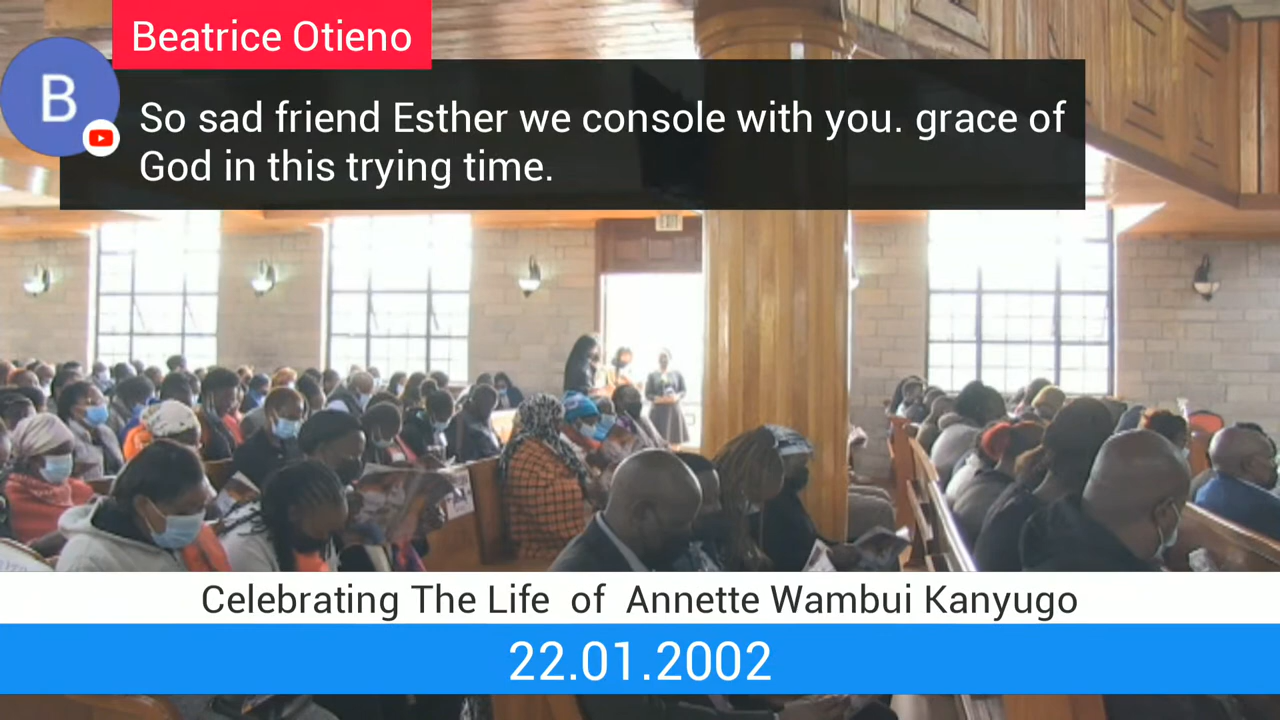 Beatrice Otieno
B
So sad friend Esther we console with you. grace of
God in this trying time.
EXIT
Celebrating The Life of Annette Wambui Kanyugo
22.01.2002